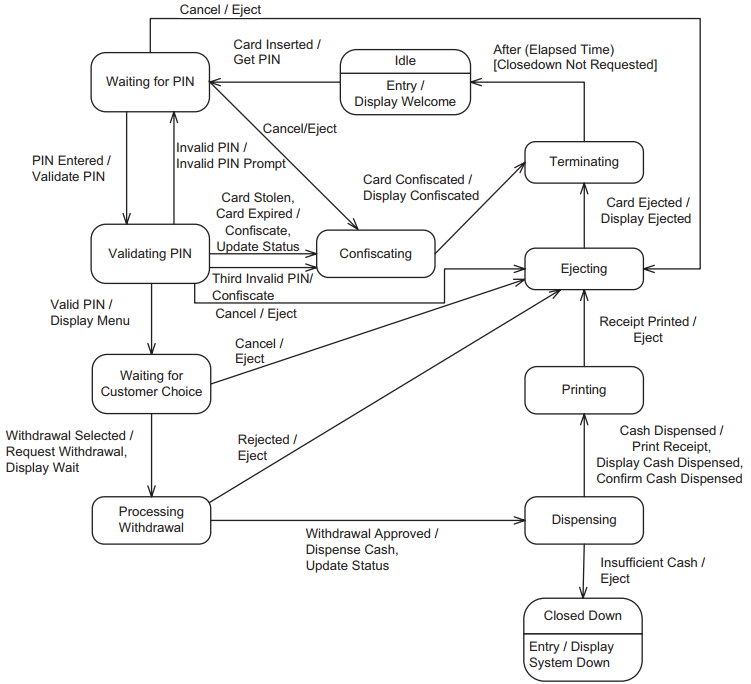 Cancel / Eject
Card Inserted /
Get PIN
Idle
Entry /
Display Welcome
After (Elapsed Time)
[Closedown Not Requested]
Waiting for PIN
Cancel/Eject
PIN Entered /
Validate PIN
Invalid PIN /
Invalid PIN Prompt
Terminating
Card Confiscated /
Display Confiscated
Card Stolen,
Card Expired /
Confiscate,
Update Status
Card Ejected /
Display Ejected
Validating PIN
Confiscating
Ejecting
Third Invalid PIN/
Confiscate
Cancel / Eject
Valid PIN /
Display Menu
Receipt Printed /
Eject
Cancel /
Eject
Waiting for
Customer Choice
Printing
Withdrawal Selected /
Request Withdrawal,
Display Wait
Rejected /
Eject
Cash Dispensed /
Print Receipt,
Display Cash Dispensed,
Confirm Cash Dispensed
Processing
Withdrawal
Dispensing
Withdrawal Approved /
Dispense Cash,
Update Status
Insufficient Cash /
Eject
Closed Down
Entry / Display
System Down